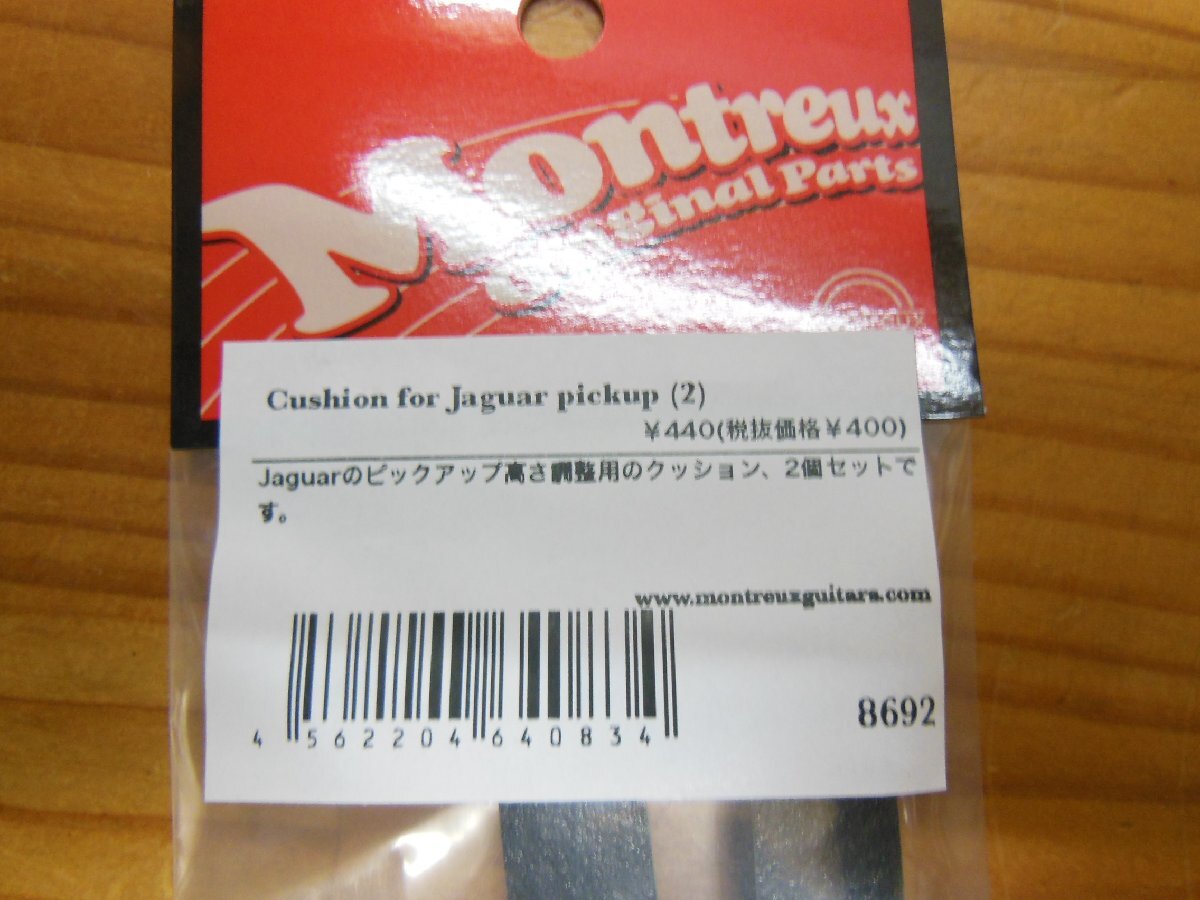 Montreux
ginal Parts
Cushion for Jaguar pickup (2)
¥440(税抜価格¥400)
Jaguarのピックアップ高さ調整用のクッション、2個セットで
す。
www.montreuxguitars.com
4 562204 640834
8692